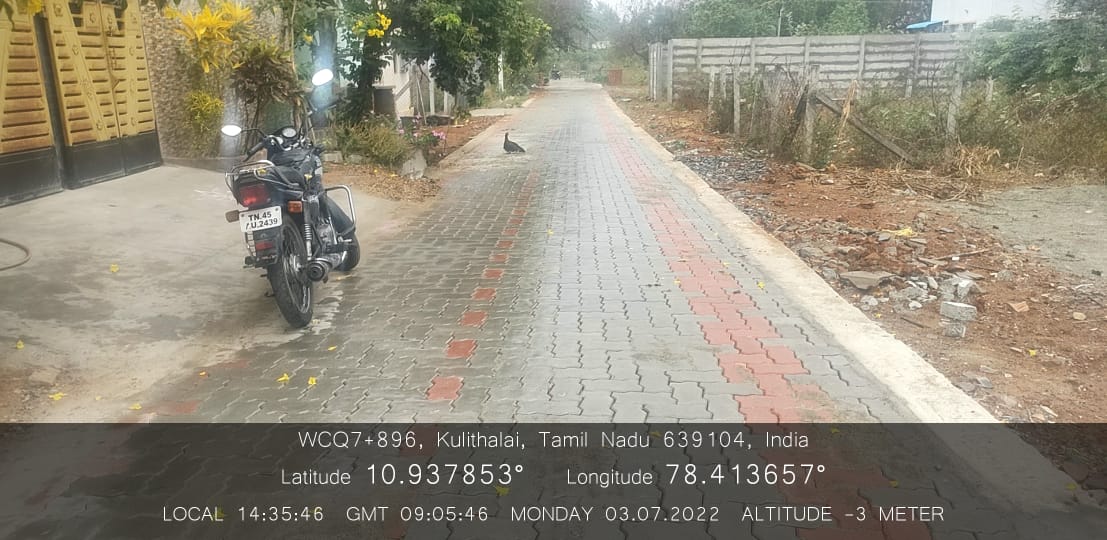 TN.45
2439
WCQ7+896, Kulithalai, Tamil Nadu 639104, India
Latitude 10.937853° Longitude 78.413657°
LOCAL 14:35:46 GMT 09:05:46 MONDAY 03.07.2022 ALTITUDE -3 METER